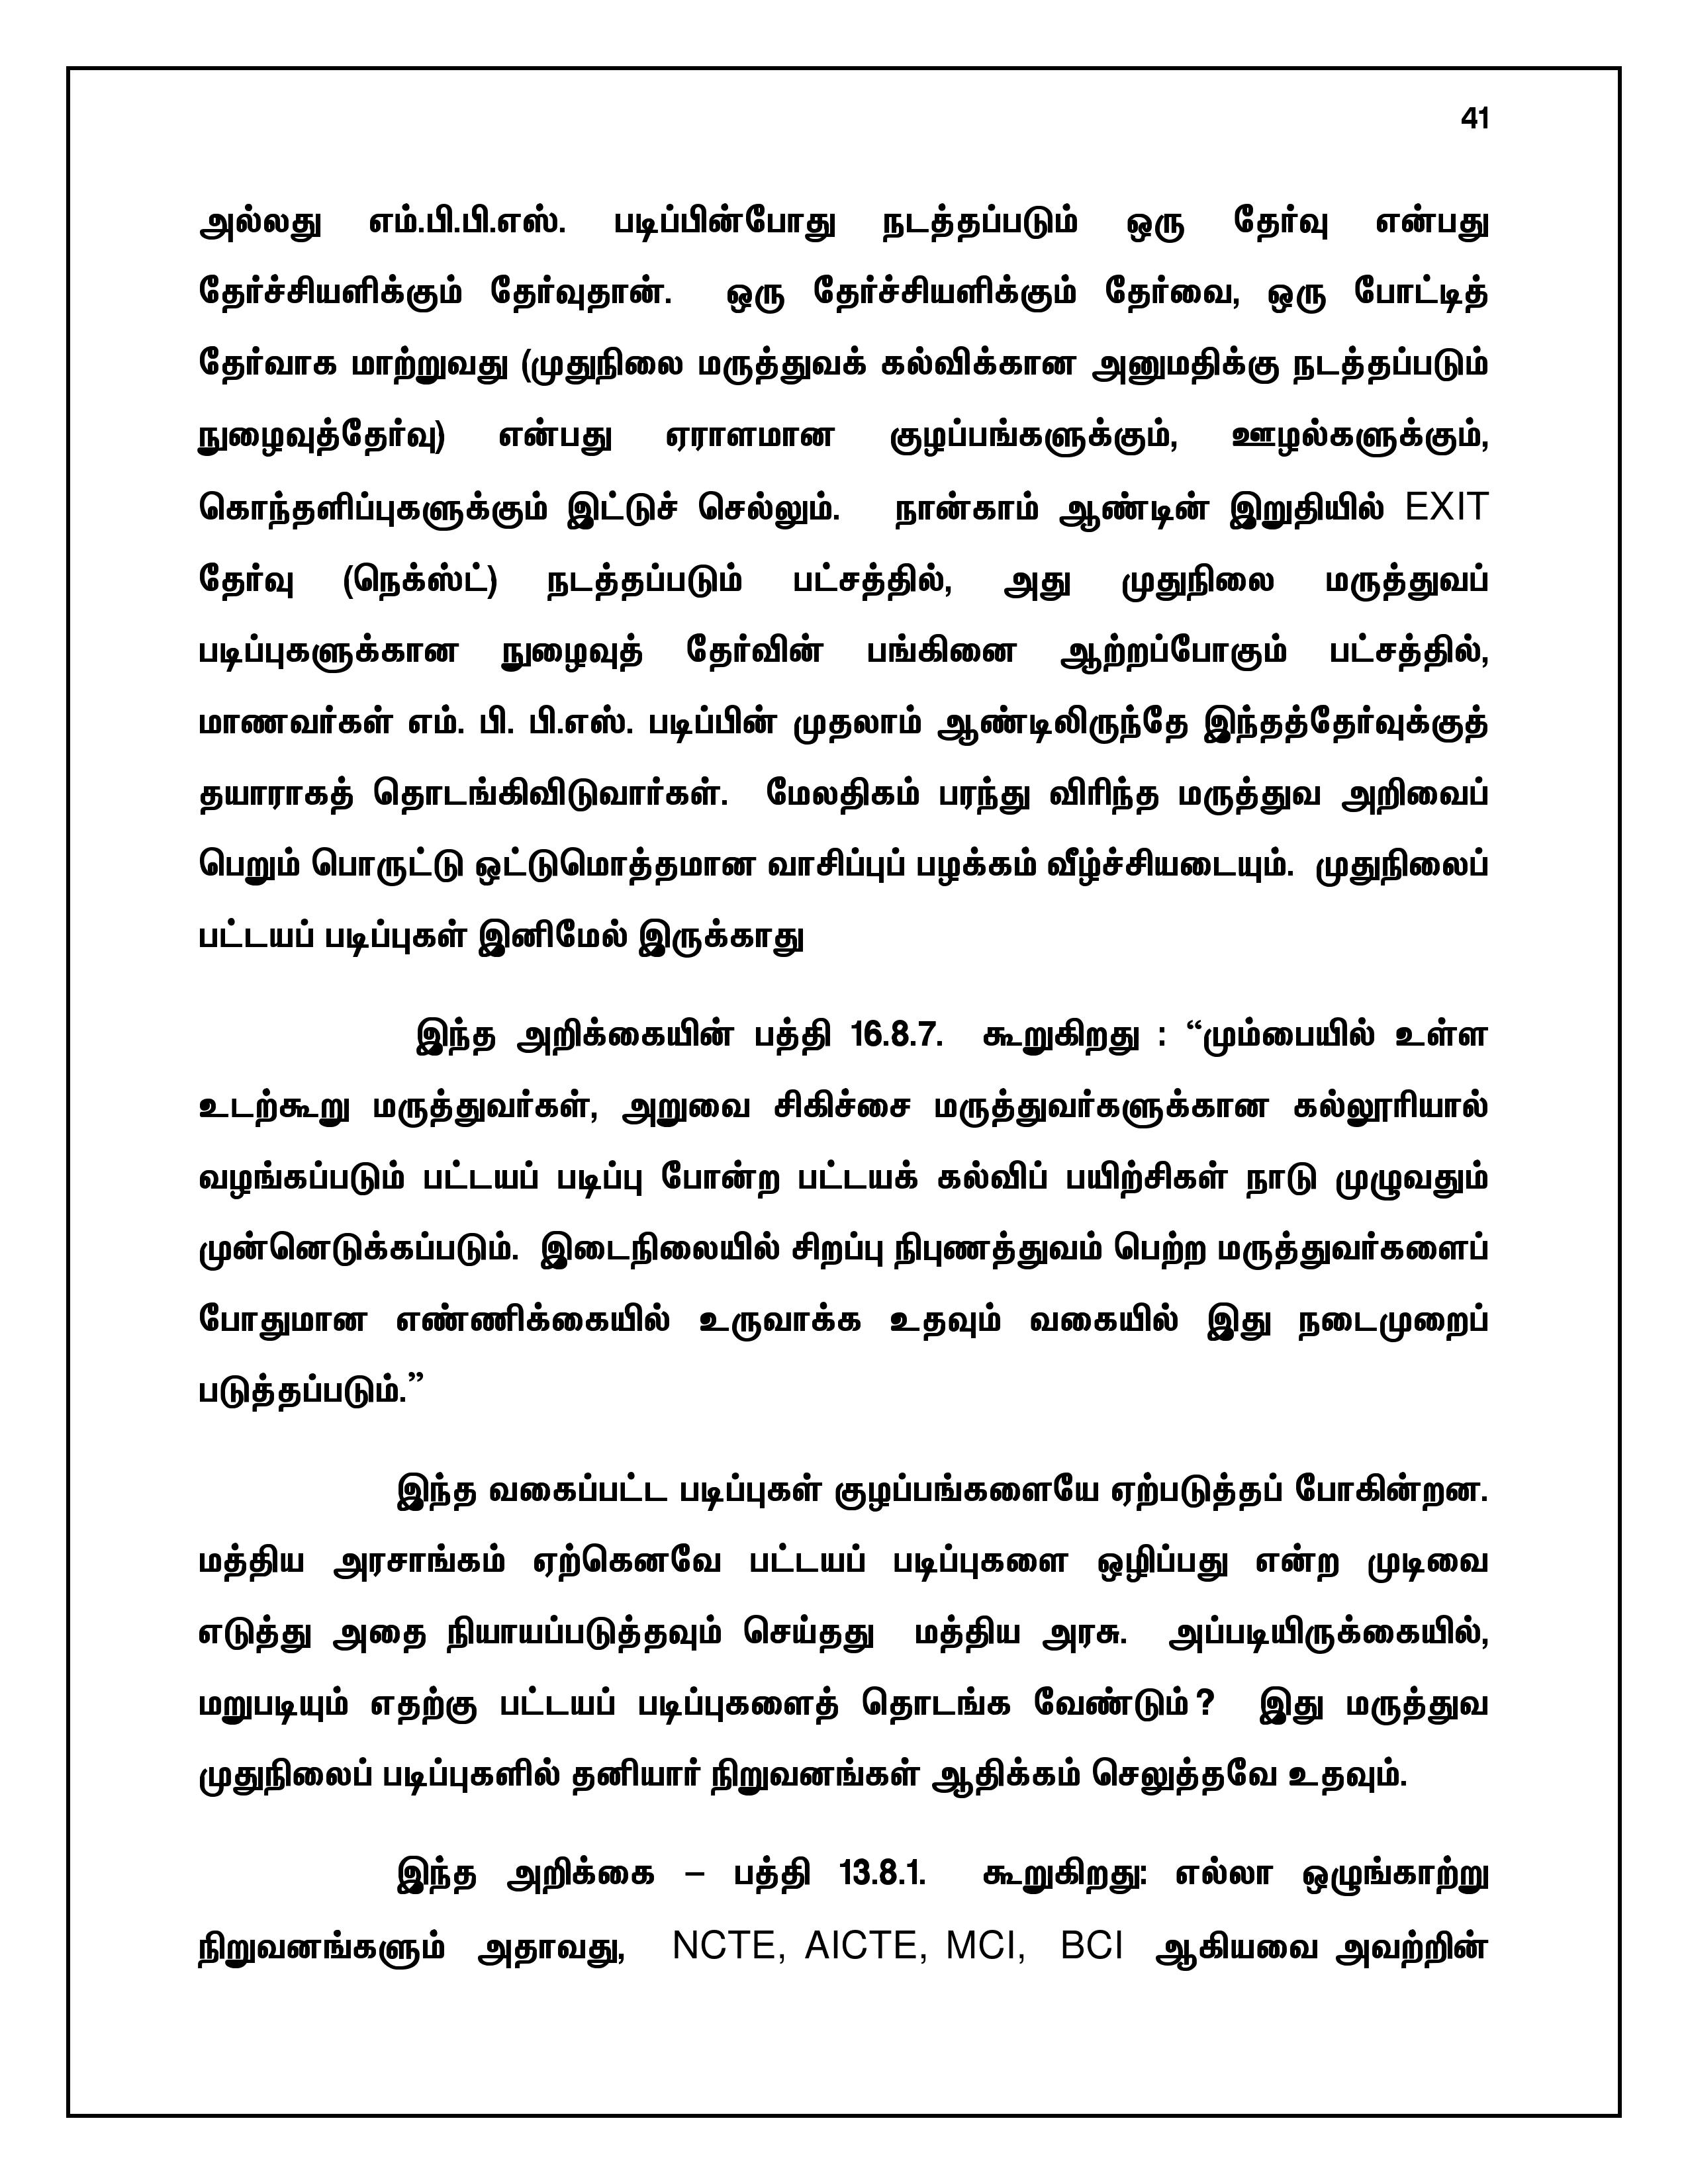 41
அல்லது எம்.பி.பி.எஸ். படிப்பின்போது நடத்தப்படும் ஒரு தேர்வு என்பது
தேர்ச்சியளிக்கும் தேர்வுதான். ஒரு தேர்ச்சியளிக்கும் தேர்வை, ஒரு போட்டித்
தேர்வாக மாற்றுவது (முதுநிலை மருத்துவக் கல்விக்கான அனுமதிக்கு நடத்தப்படும்
நுழைவுத்தேர்வு) என்பது ஏராளமான குழப்பங்களுக்கும், ஊழல்களுக்கும்,
கொந்தளிப்புகளுக்கும் இட்டுச் செல்லும். நான்காம் ஆண்டின் இறுதியில் EXIT
தேர்வு (நெக்ஸ்ட்) நடத்தப்படும் பட்சத்தில், அது முதுநிலை மருத்துவப்
படிப்புகளுக்கான நுழைவுத் தேர்வின் பங்கினை ஆற்றப்போகும் பட்சத்தில்,
மாணவர்கள் எம். பி. பி.எஸ். படிப்பின் முதலாம் ஆண்டிலிருந்தே இந்தத்தேர்வுக்குத்
தயாராகத் தொடங்கிவிடுவார்கள். மேலதிகம் பரந்து விரிந்த மருத்துவ அறிவைப்
பெறும் பொருட்டு ஒட்டுமொத்தமான வாசிப்புப் பழக்கம் வீழ்ச்சியடையும். முதுநிலைப்
பட்டயப் படிப்புகள் இனிமேல் இருக்காது
இந்த அறிக்கையின் பத்தி 16.8.7. கூறுகிறது : “மும்பையில் உள்ள
உடற்கூறு மருத்துவர்கள், அறுவை சிகிச்சை மருத்துவர்களுக்கான கல்லூரியால்
வழங்கப்படும் பட்டயப் படிப்பு போன்ற பட்டயக் கல்விப் பயிற்சிகள் நாடு முழுவதும்
முன்னெடுக்கப்படும். இடைநிலையில் சிறப்பு நிபுணத்துவம் பெற்ற மருத்துவர்களைப்
போதுமான எண்ணிக்கையில் உருவாக்க உதவும் வகையில் இது நடைமுறைப்
படுத்தப்படும்.”
இந்த வகைப்பட்ட படிப்புகள் குழப்பங்களையே ஏற்படுத்தப் போகின்றன.
மத்திய அரசாங்கம் ஏற்கெனவே பட்டயப் படிப்புகளை ஒழிப்பது என்ற முடிவை
எடுத்து அதை நியாயப்படுத்தவும் செய்தது மத்திய அரசு. அப்படியிருக்கையில்,
மறுபடியும் எதற்கு பட்டயப் படிப்புகளைத் தொடங்க வேண்டும் ? இது மருத்துவ
முதுநிலைப் படிப்புகளில் தனியார் நிறுவனங்கள் ஆதிக்கம் செலுத்தவே உதவும்.
இந்த அறிக்கை – பத்தி 13.8.1. கூறுகிறது: எல்லா ஒழுங்காற்று
நிறுவனங்களும் அதாவது, NCTE, AICTE, MCI, BCI ஆகியவை அவற்றின்